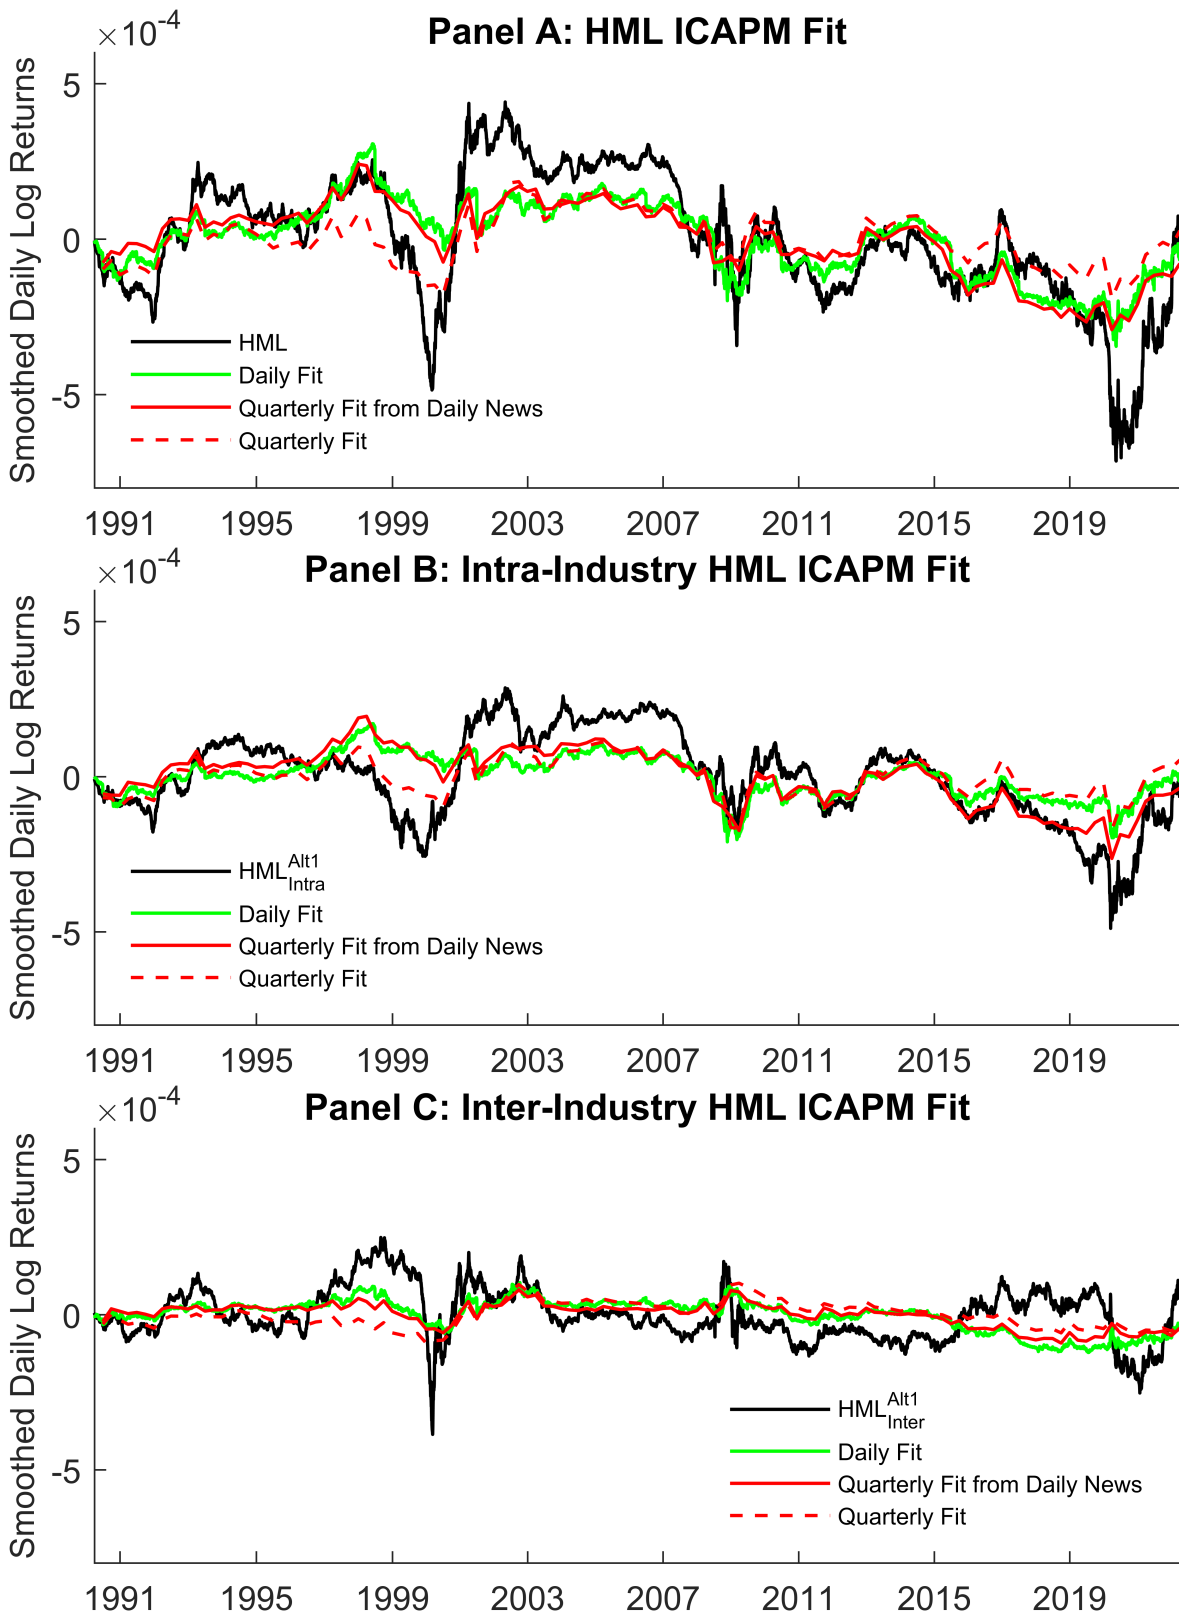 ×10-4
Panel A: HML ICAPM Fit
Smoothed Daily Log Returns
5
0
-5
HML
Daily Fit
Quarterly Fit from Daily News
Quarterly Fit
1991 1995 1999 2003 2007 2011 2015 2019
×10-4
Panel B: Intra-Industry HML ICAPM Fit
Smoothed Daily Log Returns
5
0
-5
HML Alt1 Intra
Daily Fit
Quarterly Fit from Daily News
Quarterly Fit
1991 1995 1999 2003 2007 2011 2015 2019
×10-4
Panel C: Inter-Industry HML ICAPM Fit
Smoothed Daily Log Returns
5
0
-5
HML Alt1 Inter
Daily Fit
Quarterly Fit from Daily News
Quarterly Fit
1991 1995 1999 2003 2007 2011 2015 2019